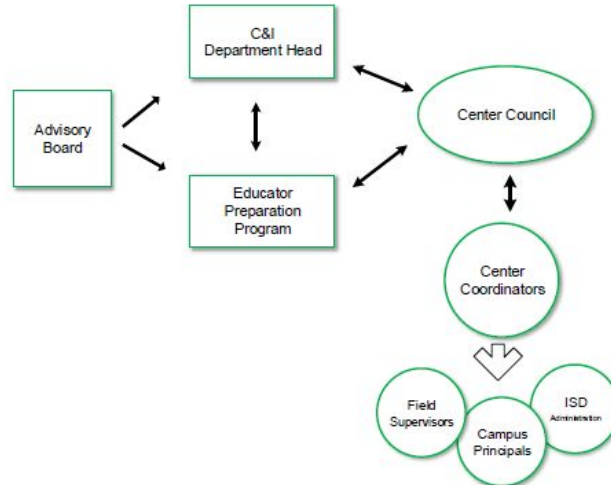 C&I
Department Head
Advisory
Board
Center Council
Educator
Preparation
Program
Center
Coordinators
Field
Supervisors
Campus
Principals
ISD
Administration